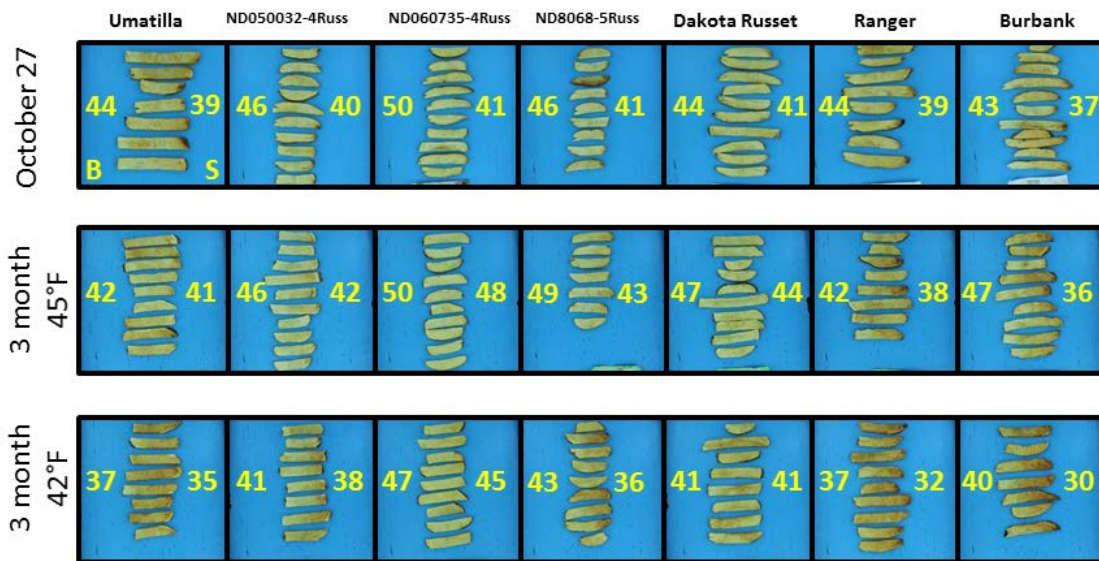 Umatilla ND050032-4Russ ND060735-4Russ ND8068-5Russ Dakota Russet Ranger Burbank
October 27
44 39 46 40 50 41 46 41 44 41 44 39 43 37
B S
3 month
45°F
42 41 46 42 50 48 49 43 47 44 42 38 47 36
3 month
42°F
37 35 41 38 47 45 43 36 41 41 37 32 40 30